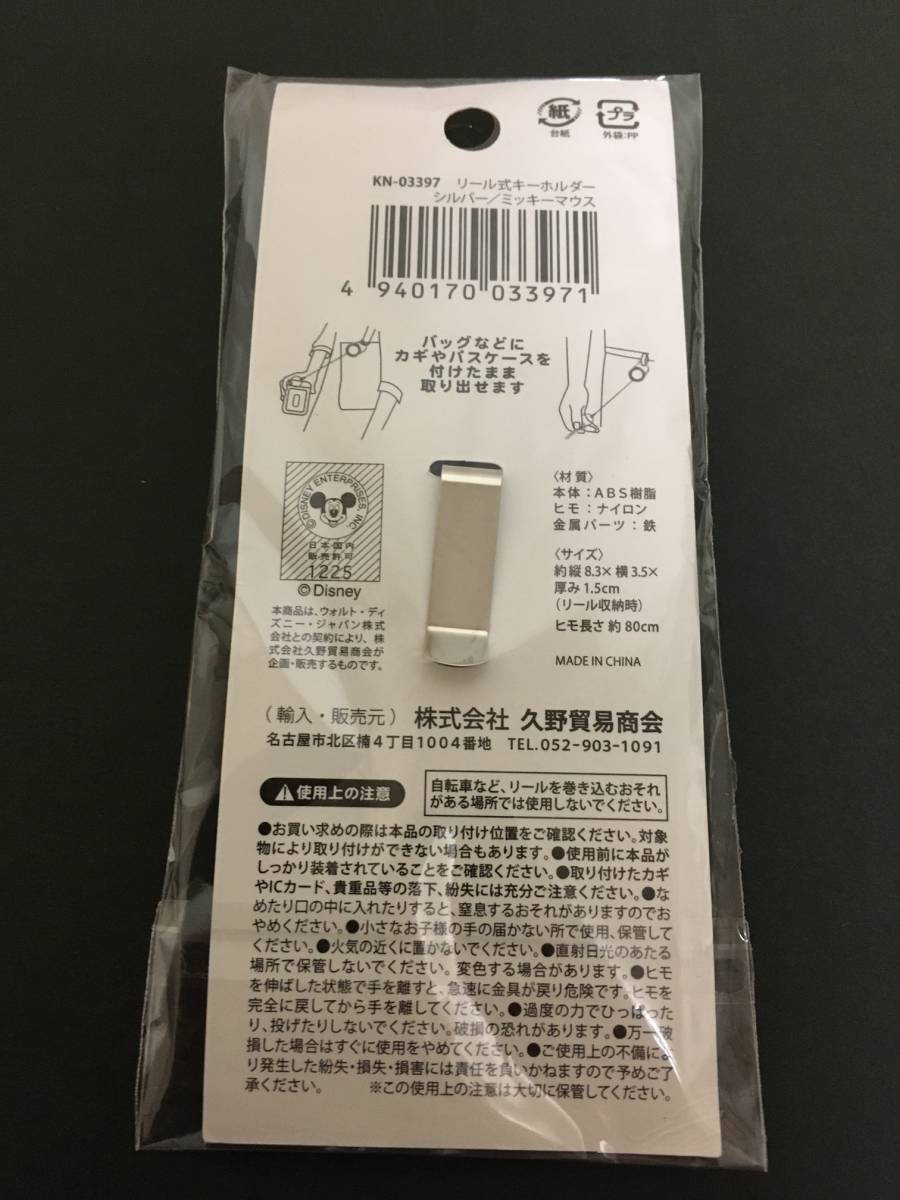 紙
台紙
プラ
外袋:PP
KN-03397 リール式キーホルダー
シルバー／ミッキーマウス
4 940170 033971
バッグなどに
カギやパスケースを
付けたまま
取り出せます
©DISNEY ENTERPRISES, INC.
日本国内
販売許可
1225
©Disney
本商品は、ウォルト・ディ
ズニー・ジャパン株式
会社との契約により、株
式会社久野貿易商会が
企画・販売するものです。
〈材質〉
本体：ABS樹脂
ヒモ：ナイロン
金属パーツ：鉄
〈サイズ〉
約縦8.3×横3.5×
厚み1.5cm
（リール収納時）
ヒモ長さ 約80cm
MADE IN CHINA
（輸入・販売元） 株式会社 久野貿易商会
名古屋市北区楠4丁目1004番地 TEL.052-903-1091
使用上の注意
自転車など、リールを巻き込むおそれ
がある場所では使用しないでください。
●お買い求めの際は本品の取り付け位置をご確認ください。対象
物により取り付けができない場合もあります。●使用前に本品が
しっかり装着されていることをご確認ください。●取り付けたカギ
やICカード、貴重品等の落下、紛失には充分ご注意ください。●な
めたり口の中に入れたりすると、窒息するおそれがありますのでお
やめください。●小さなお子様の手の届かない所で使用、保管して
ください。●火気の近くに置かないでください。●直射日光のあたる
場所で保管しないでください。変色する場合があります。●ヒモ
を伸ばした状態で手を離すと、急速に金具が戻り危険です。ヒモを
完全に戻してから手を離してください。●過度の力でひっぱった
り、投げたりしないでください。破損の恐れがあります。●万一破
損した場合はすぐに使用をやめてください。●ご使用上の不備によ
り発生した紛失・損失・損害には責任を負いかねますので予めご了
承ください。 ※この使用上の注意は大切に保管してください。